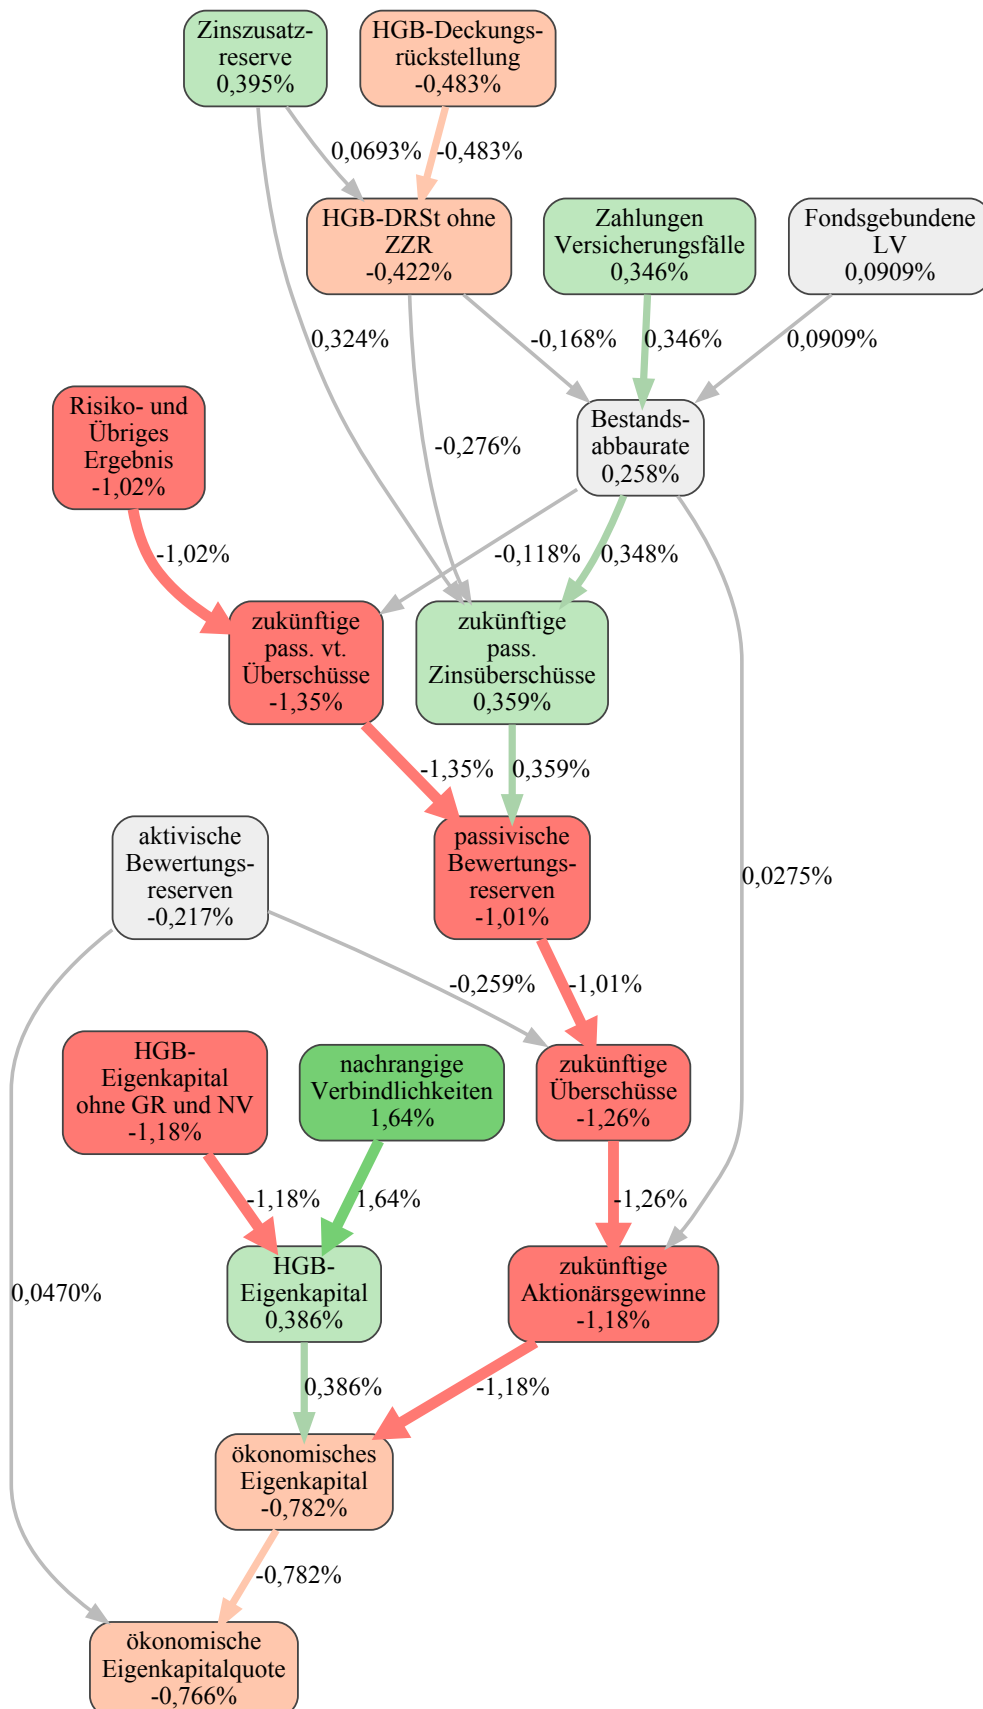 Zinszusatz-
reserve
0,395%
HGB-Deckungs-
rückstellung
-0,483%
0,0693%
-0,483%
HGB-DRSt ohne
ZZR
-0,422%
Zahlungen
Versicherungsfälle
0,346%
Fondsgebundene
LV
0,0909%
0,324%
-0,168%
0,346%
0,0909%
Risiko- und
Übriges
Ergebnis
-1,02%
-0,276%
Bestands-
abbaurate
0,258%
-1,02%
-0,118%
0,348%
zukünftige
pass. vt.
Überschüsse
-1,35%
zukünftige
pass.
Zinsüberschüsse
0,359%
-1,35%
0,359%
aktivische
Bewertungs-
reserven
-0,217%
passivische
Bewertungs-
reserven
-1,01%
0,0275%
-0,259%
-1,01%
HGB-
Eigenkapital
ohne GR und NV
-1,18%
nachrangige
Verbindlichkeiten
1,64%
zukünftige
Überschüsse
-1,26%
-1,18%
1,64%
-1,26%
0,0470%
HGB-
Eigenkapital
0,386%
zukünftige
Aktionärsgewinne
-1,18%
0,386%
-1,18%
ökonomisches
Eigenkapital
-0,782%
-0,782%
ökonomische
Eigenkapitalquote
-0,766%